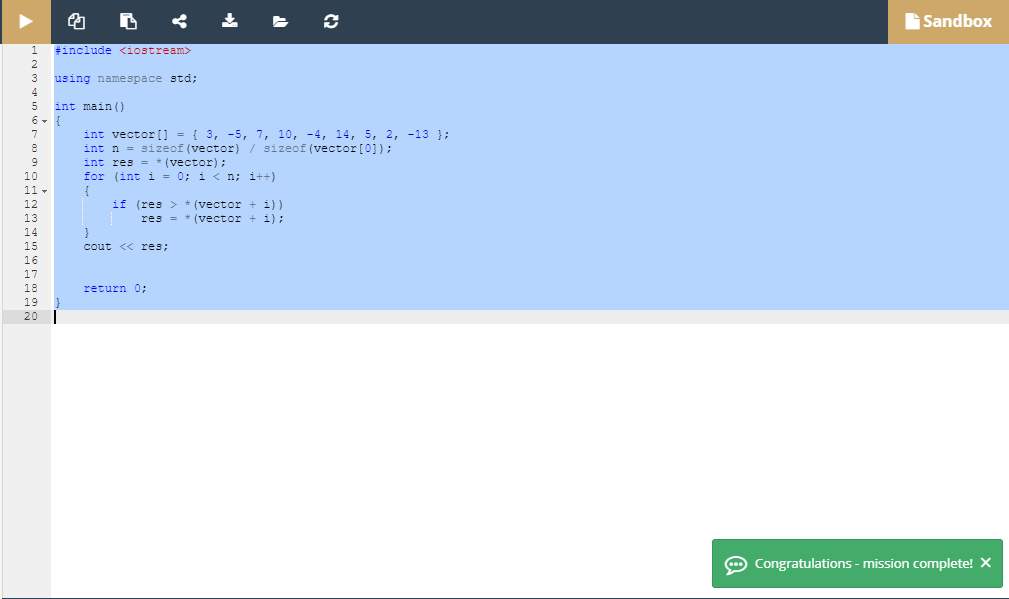 Sandbox
1 #include <iostream>
2
3 using namespace std;
4
5 int main()
6 {
7     int vector[] = { 3, -5, 7, 10, -4, 14, 5, 2, -13 };
8     int n = sizeof(vector) / sizeof(vector[0]);
9     int res = *(vector);
10     for (int i = 0; i < n; i++)
11     {
12         if (res > *(vector + i))
13             res = *(vector + i);
14     }
15     cout << res;
16
17
18     return 0;
19 }
20
Congratulations - mission complete! ×